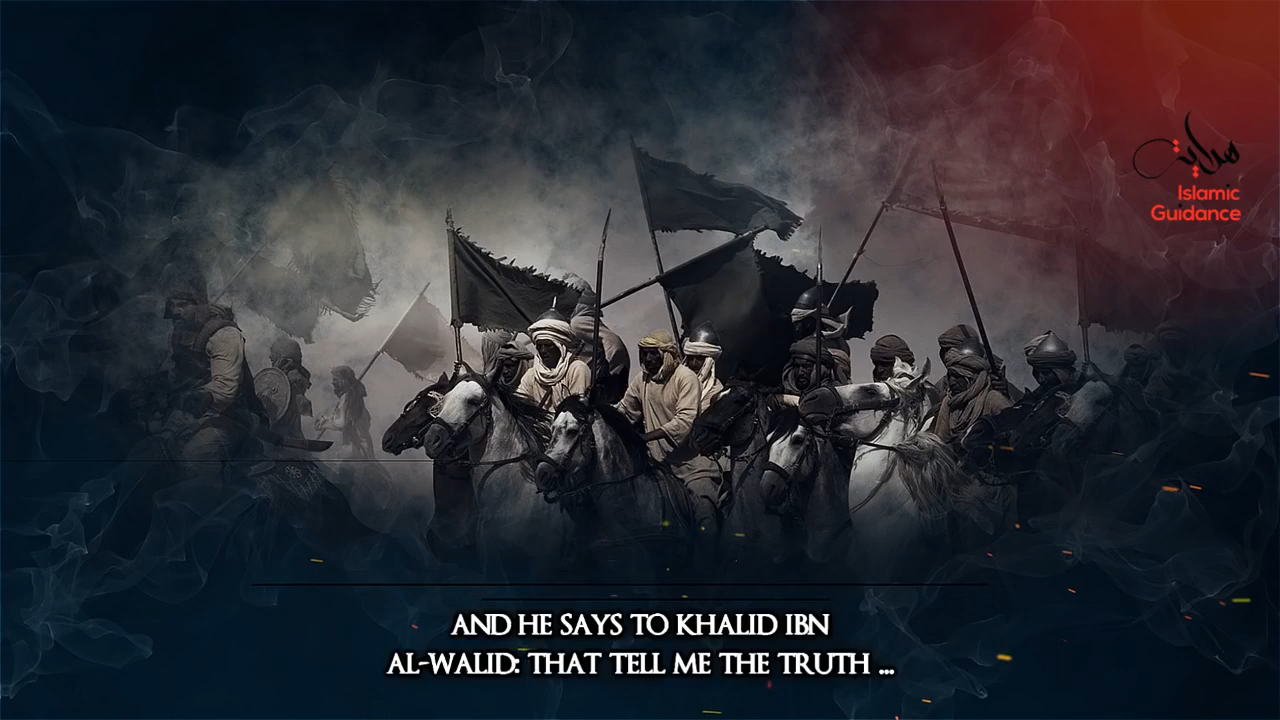 هداية
Islamic
Guidance
AND HE SAYS TO KHALID IBN
AL-WALID: THAT TELL ME THE TRUTH ...